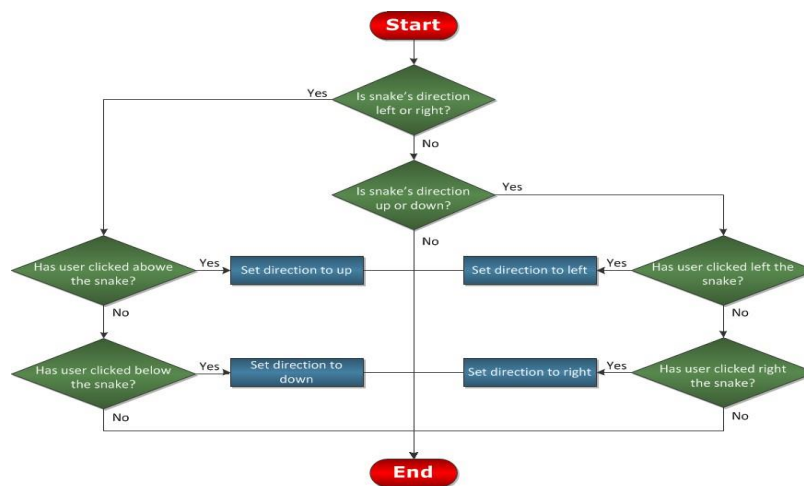 Start
Yes
Is snake's direction
left or right?
No
Is snake's direction
up or down?
Yes
No
Has user clicked abowe
the snake?
Yes
Set direction to up
Set direction to left
Yes
Has user clicked left the
snake?
No
No
Has user clicked below
the snake?
Yes
Set direction to
down
Set direction to right
Yes
Has user clicked right
the snake?
No
No
End